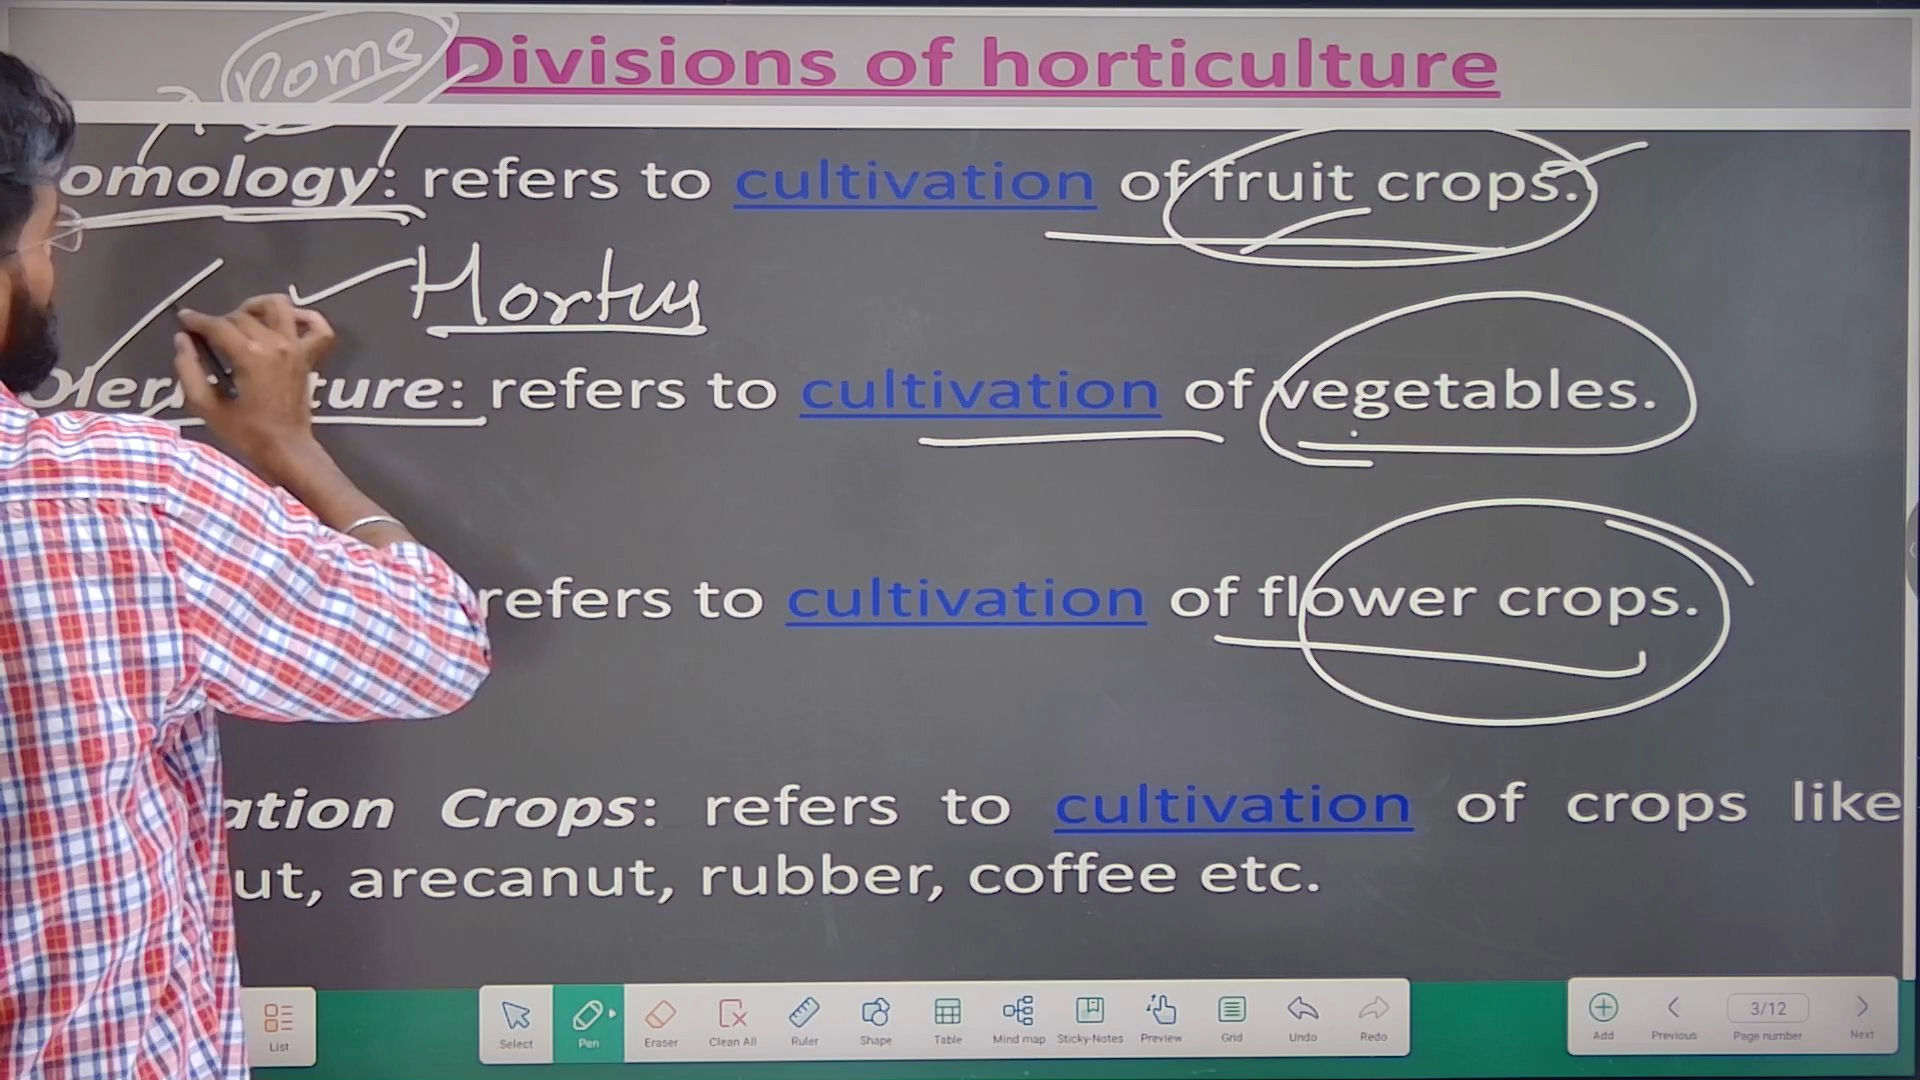 Pome
Divisions of horticulture
omology: refers to cultivation of fruit crops.
Hortus
refers to cultivation of vegetables.
refers to cultivation of flower crops.
ation Crops: refers to cultivation of crops like
ut, arecanut, rubber, coffee etc.
List
Select Pen Eraser Clean All Ruler Shape Table Mind map Sticky-Notes Preview Grid Undo Redo
Add Previous 3/12 Page number Next